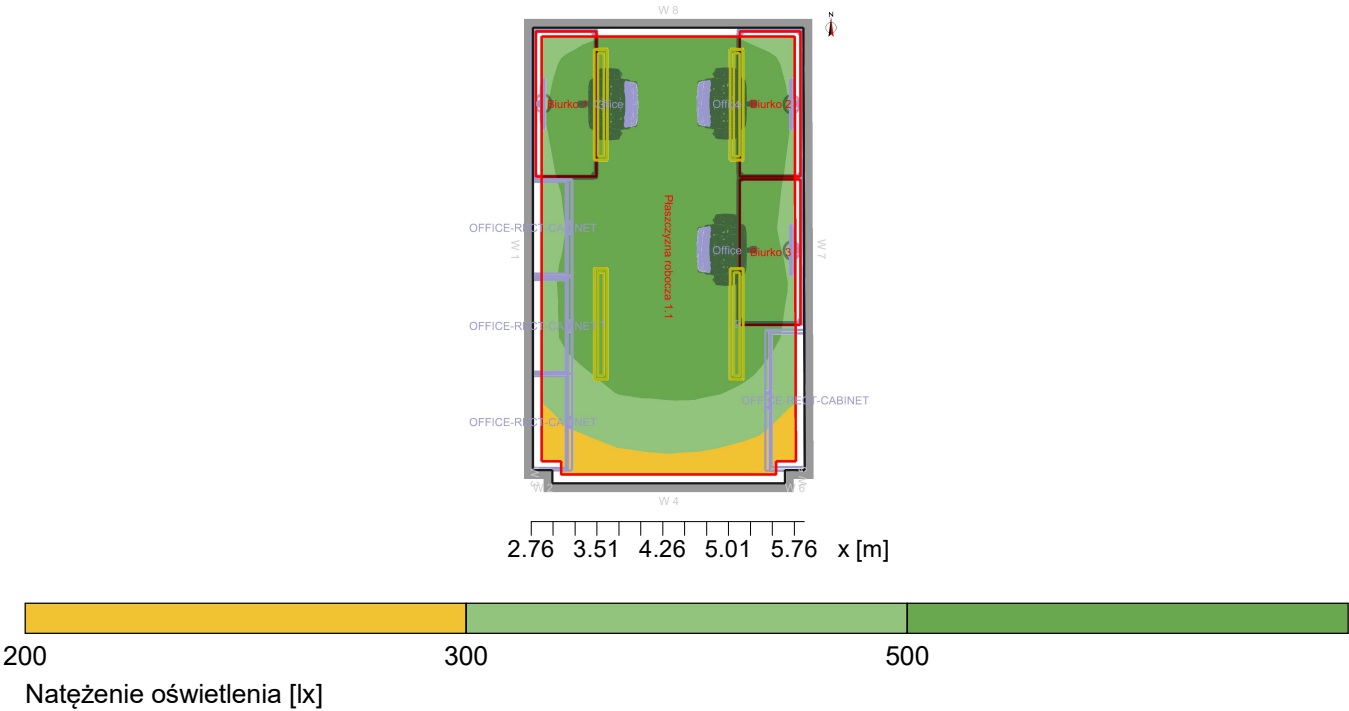 W 8
Biurko
Office
Office
Biurko 2
OFFICE-RECT-CABINET
W 1
Płaszczyzna robocza 1.1
Office
Biurko 3
W 7
OFFICE-RECT-CABINET
OFFICE-RECT-CABINET
OFFICE-RECT-CABINET
W 2
W 6
W 4
2.76 3.51 4.26 5.01 5.76 x [m]
200 300 500
Natężenie oświetlenia [lx]